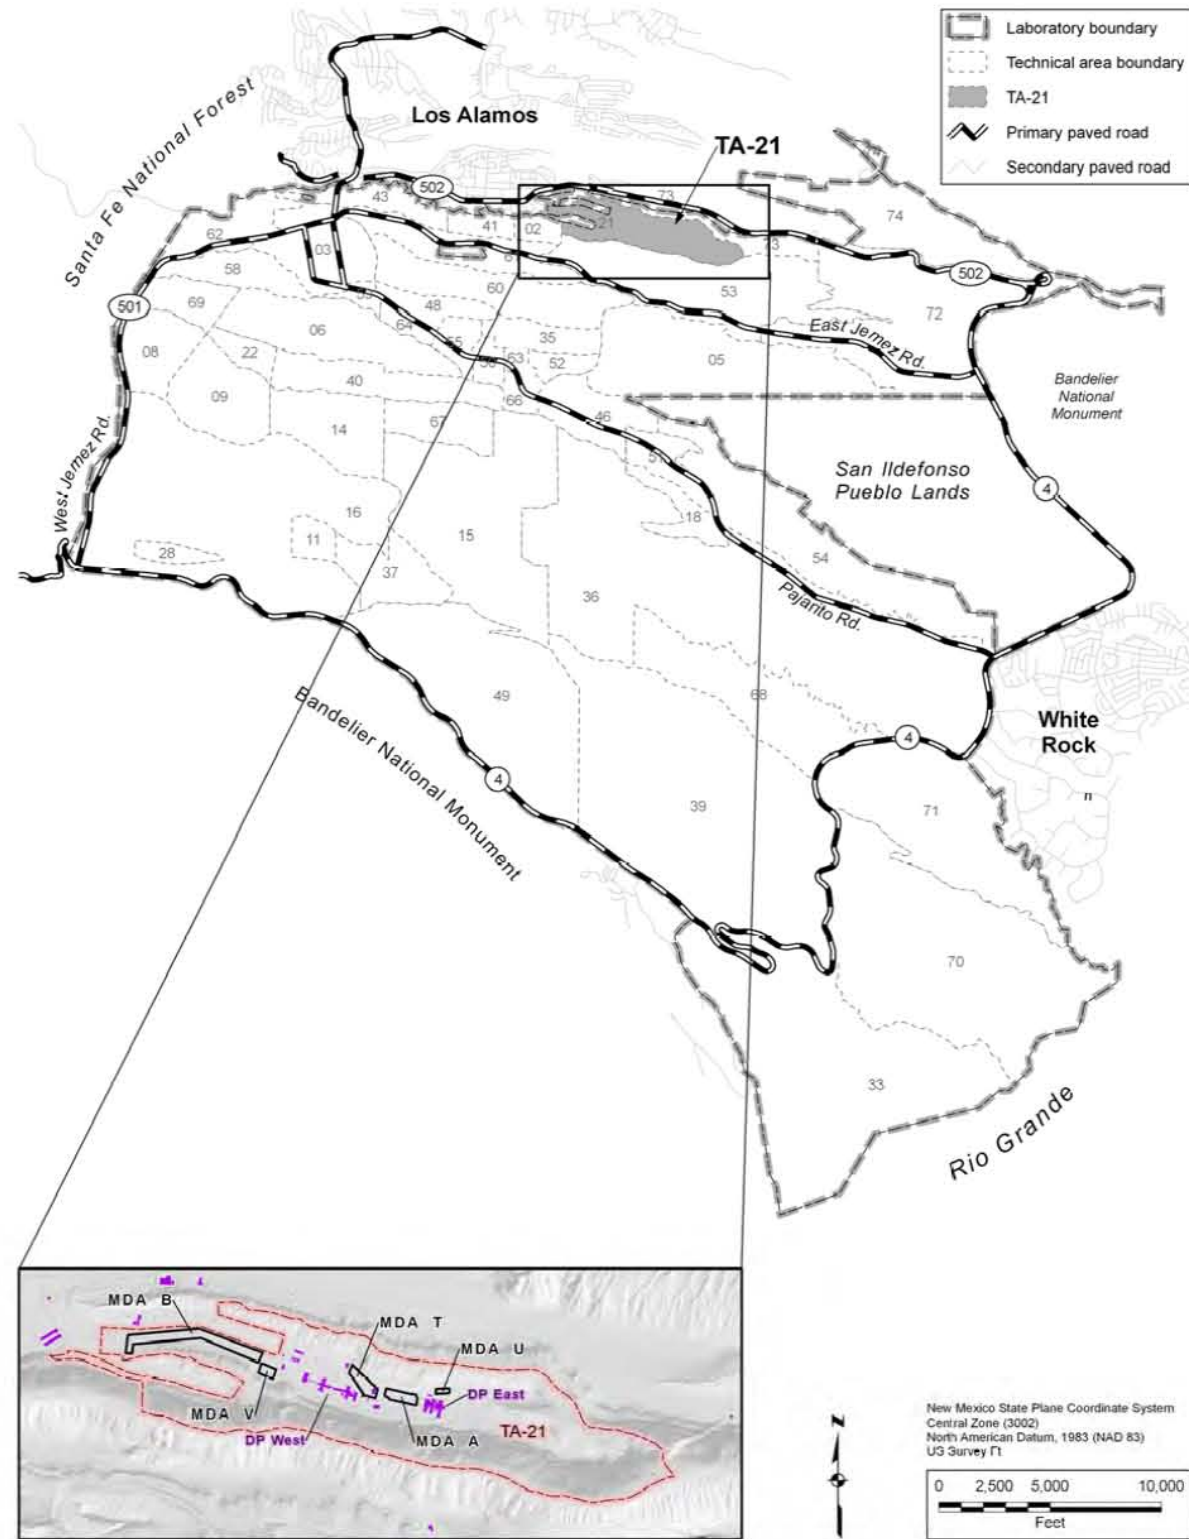 Laboratory boundary
Technical area boundary
TA-21
Primary paved road
Secondary paved road
Santa Fe National Forest
Los Alamos
TA-21
502
73
74
43
41
02
21
62
03
58
60
53
502
501
69
48
72
06
64
35
East Jemez Rd.
08
22
55
63
52
05
40
Bandelier
National
Monument
09
66
46
14
67
West Jemez Rd.
San Ildefonso
Pueblo Lands
4
51
16
18
11
15
28
54
37
36
Pajarito Rd.
68
49
White
Rock
4
Bandelier National Monument
4
39
71
n
70
33
Rio Grande
MDA B
MDA T
MDA U
DP East
MDA V
DP West
MDA A
TA-21
N
New Mexico State Plane Coordinate System
Central Zone (3002)
North American Datum, 1983 (NAD 83)
US Survey Ft
0 2,500 5,000 10,000
Feet